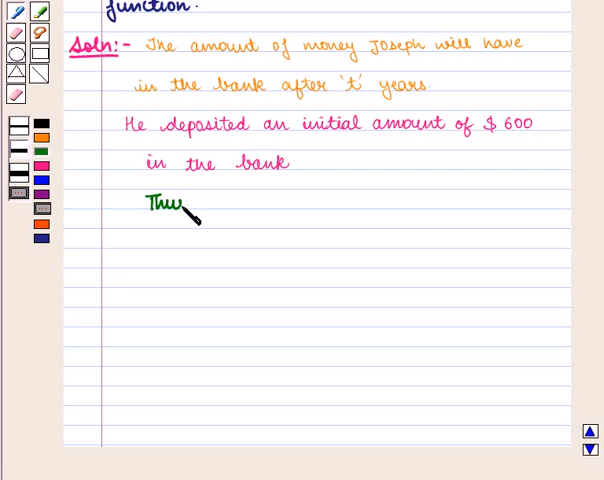 function.
Soln:- The amount of money Joseph will have
in the bank after 't' years.
He deposited an initial amount of $ 600
in the bank
Thu